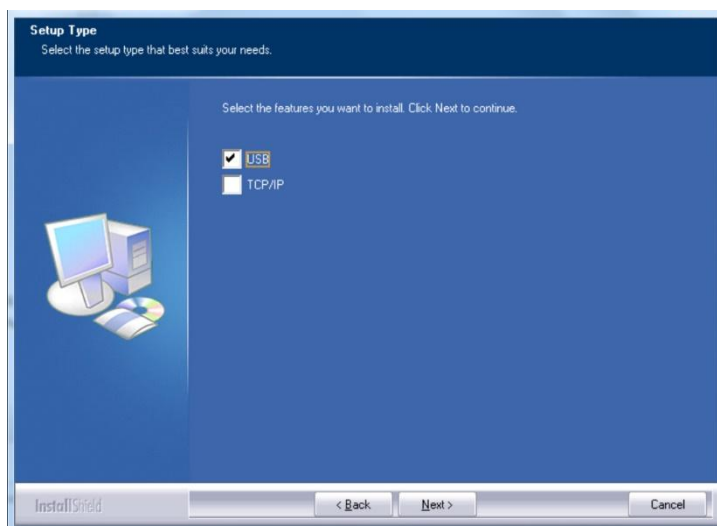 Setup Type
Select the setup type that best suits your needs.
Select the features you want to install. Click Next to continue.
USB
TCP/IP
InstallShield
< Back
Next >
Cancel